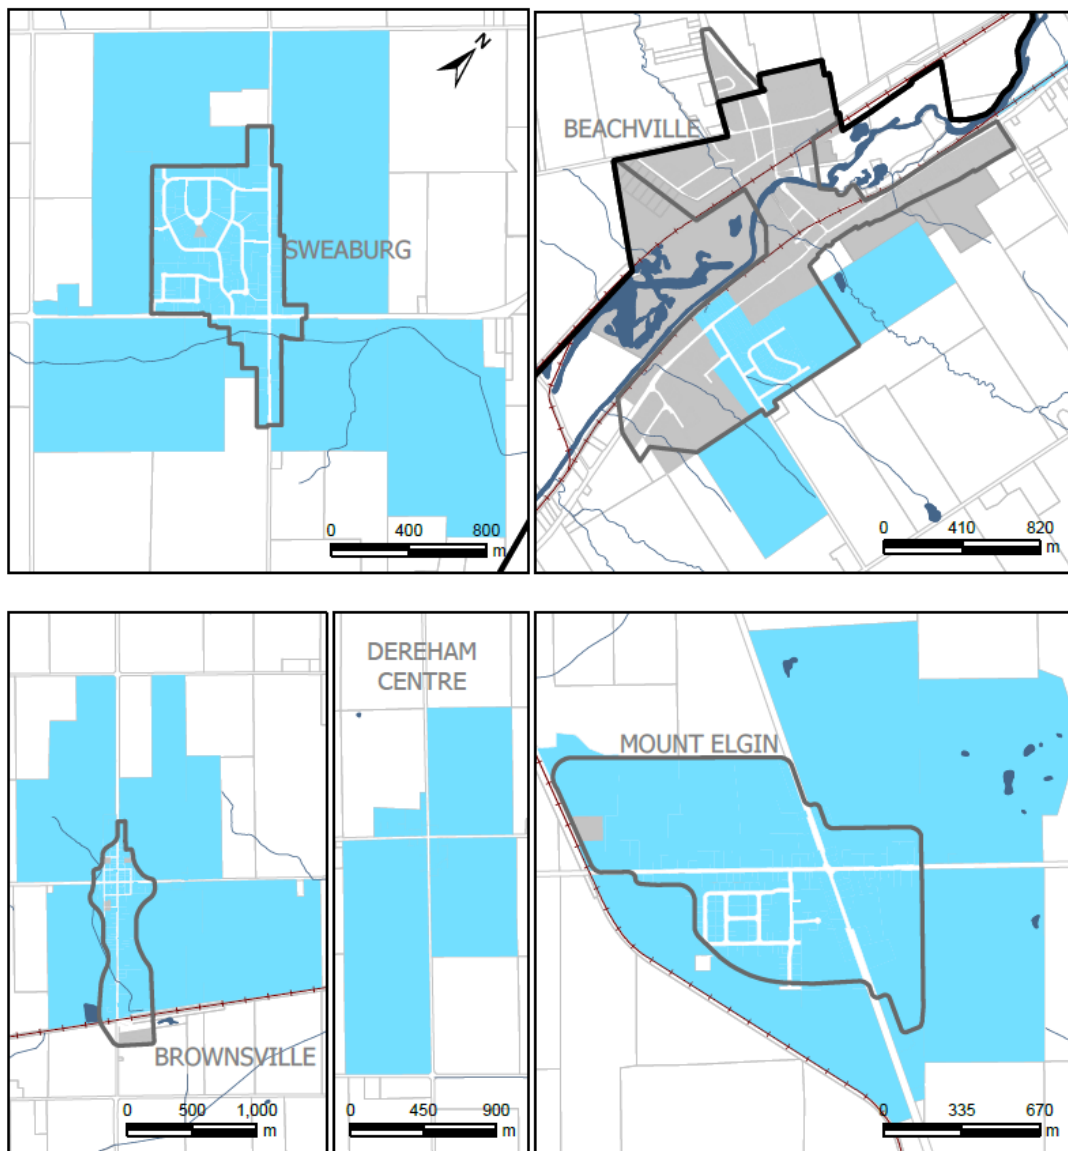 N
SWEABURG
0 400 800
m
BEACHVILLE
0 410 820
m
BROWNSVILLE
0 500 1,000
m
DEREHAM
CENTRE
0 450 900
m
MOUNT ELGIN
0 335 670
m